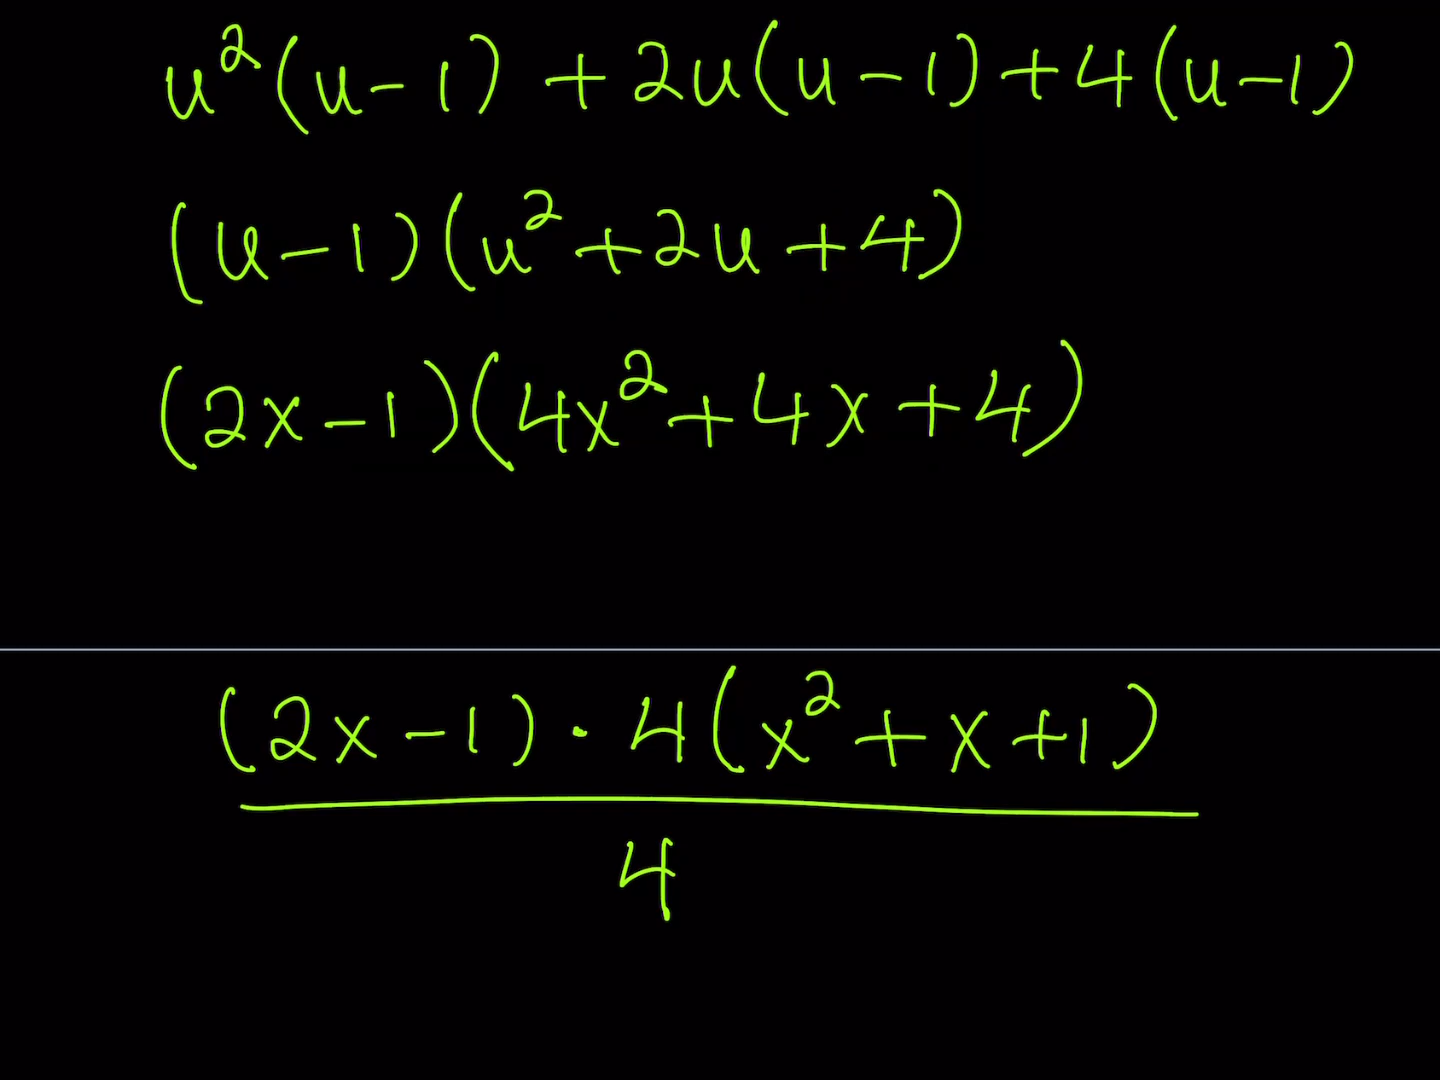 u²(u-1) + 2u(u-1) + 4(u-1)
(u-1)(u²+2u+4)
(2x-1)(4x²+4x+4)
(2x-1)·4(x²+x+1)
4